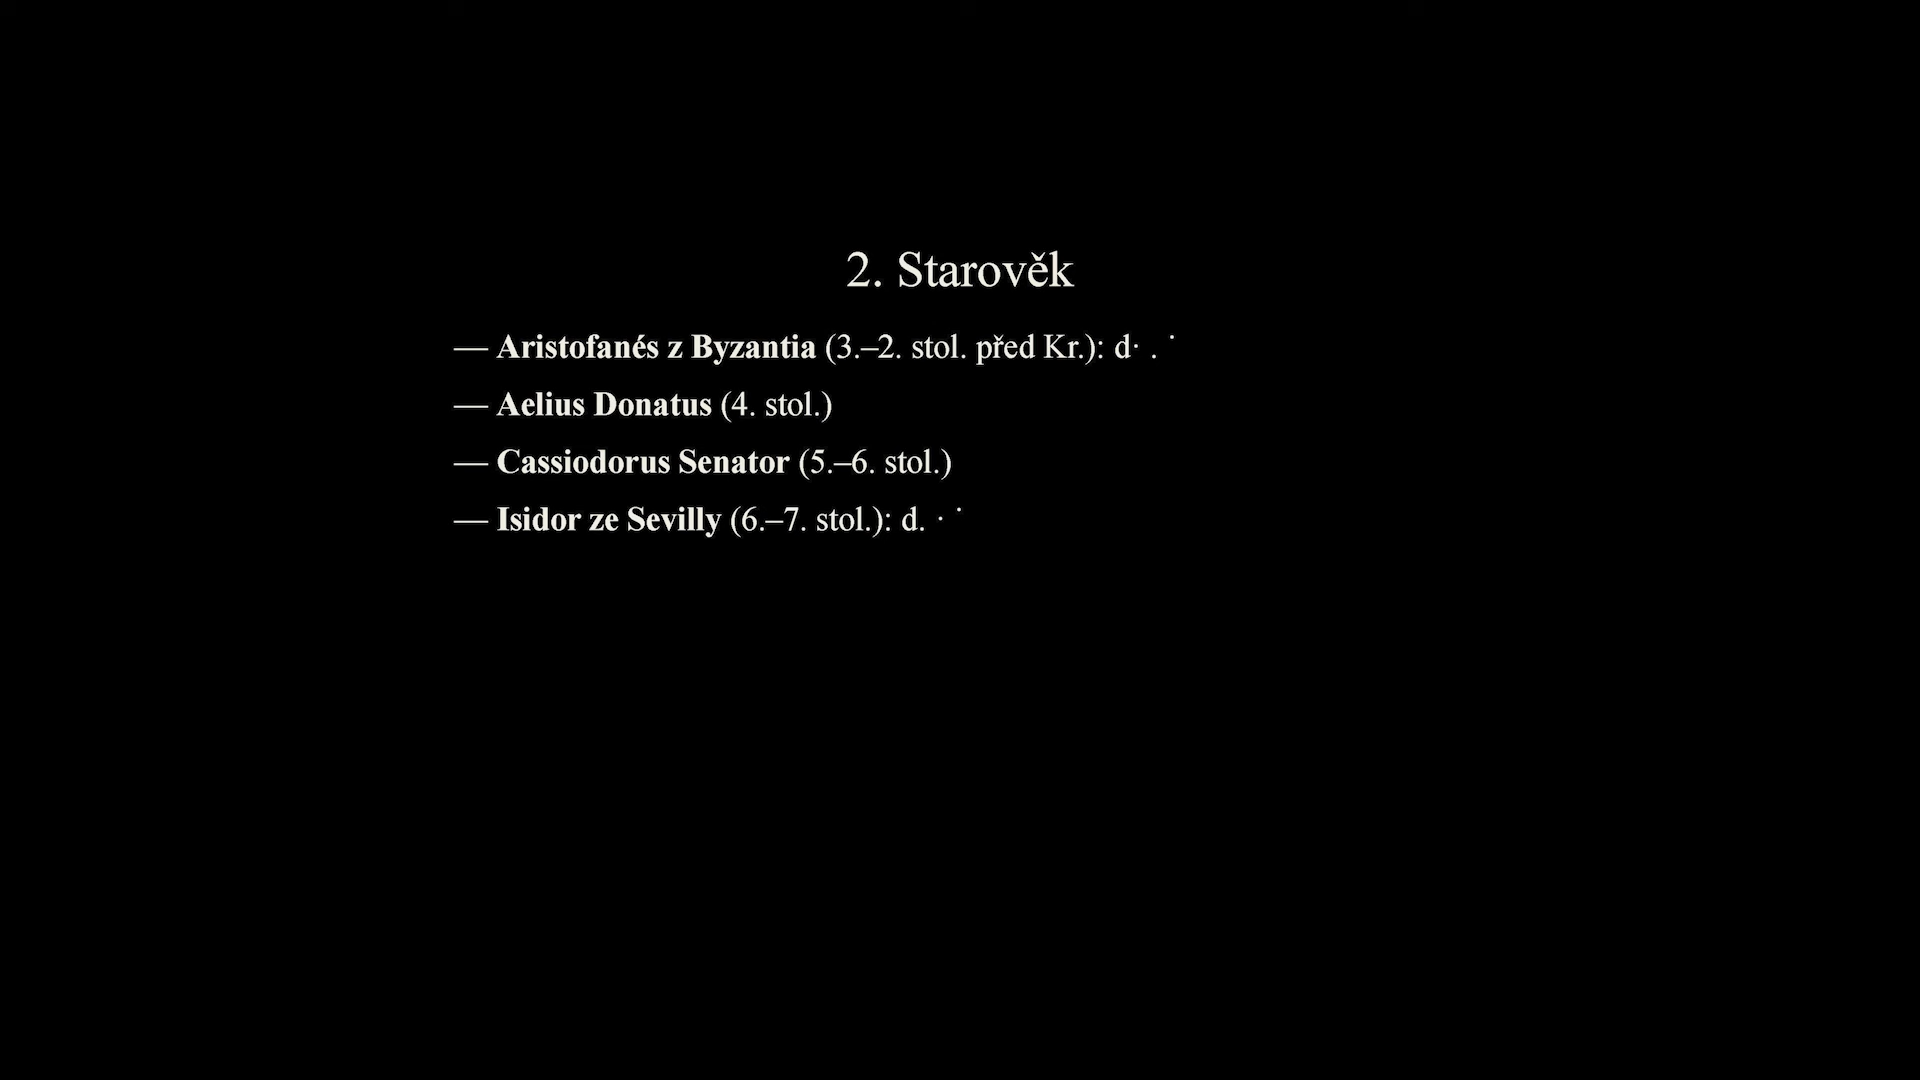 2. Starověk
— Aristofanés z Byzantia (3.–2. stol. před Kr.): d· . ˙
— Aelius Donatus (4. stol.)
— Cassiodorus Senator (5.–6. stol.)
— Isidor ze Sevilly (6.–7. stol.): d. · ˙